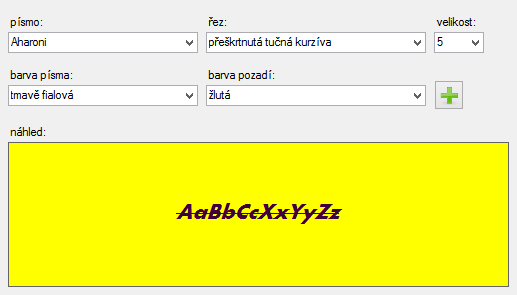 písmo: řez: velikost:
Aharoni přeškrtnutá tučná kurzíva 5
barva písma: barva pozadí:
tmavě fialová žlutá
náhled:
AaBbCcXxYyZz